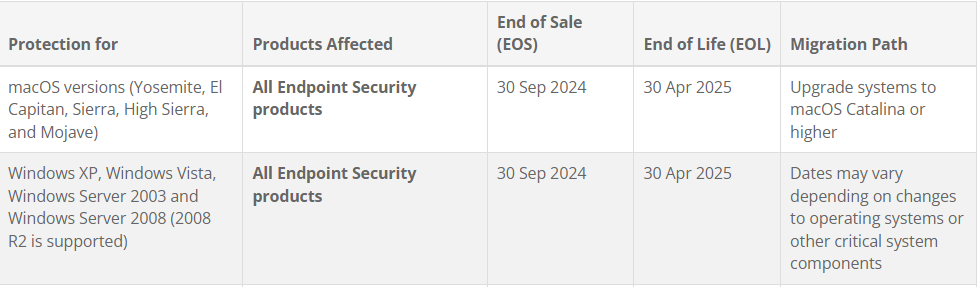 Protection for
Products Affected
End of Sale
(EOS)
End of Life (EOL)
Migration Path
macOS versions (Yosemite, El
Capitan, Sierra, High Sierra,
and Mojave)
All Endpoint Security
products
30 Sep 2024
30 Apr 2025
Upgrade systems to
macOS Catalina or
higher
Windows XP, Windows Vista,
Windows Server 2003 and
Windows Server 2008 (2008
R2 is supported)
All Endpoint Security
products
30 Sep 2024
30 Apr 2025
Dates may vary
depending on changes
to operating systems or
other critical system
components